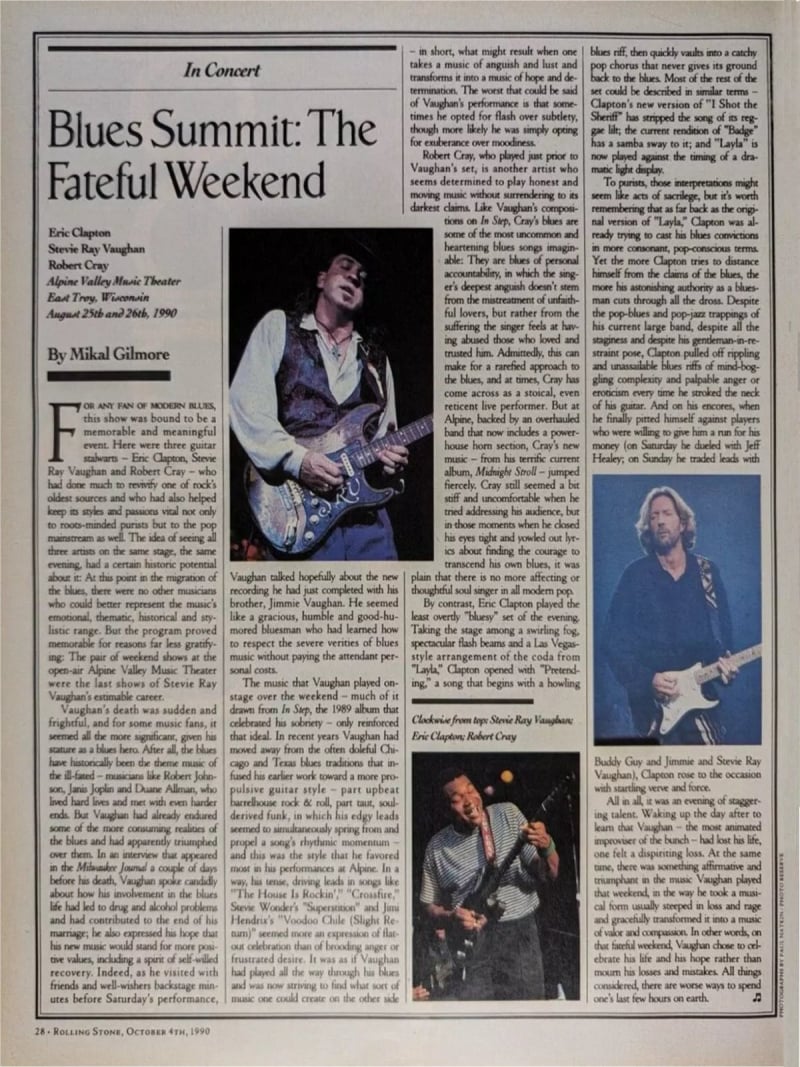 In Concert
Blues Summit: The
Fateful Weekend
Eric Clapton
Stevie Ray Vaughan
Robert Cray
Alpine Valley Music Theater
East Troy, Wisconsin
August 25th and 26th, 1990
By Mikal Gilmore
FOR ANY FAN OF MODERN BLUES,
this show was bound to be a
memorable and meaningful
event. Here were three guitar
stalwarts – Eric Clapton, Stevie
Ray Vaughan and Robert Cray – who
had done much to revivify one of rock's
oldest sources and who had also helped
keep its styles and passions vital not only
to roots-minded purists but to the pop
mainstream as well. The idea of seeing all
three artists on the same stage, the same
evening, had a certain historic potential
about it: At this point in the migration of
the blues, there were no other musicians
who could better represent the music's
emotional, thematic, historical and sty-
listic range. But the program proved
memorable for reasons far less gratify-
ing: The pair of weekend shows at the
open-air Alpine Valley Music Theater
were the last shows of Stevie Ray
Vaughan's estimable career.
Vaughan's death was sudden and
frightful, and for some music fans, it
seemed all the more significant, given his
stature as a blues hero. After all, the blues
have historically been the theme music of
the ill-fated – musicians like Robert John-
son, Janis Joplin and Duane Allman, who
lived hard lives and met with even harder
ends. But Vaughan had already endured
some of the more consuming realities of
the blues and had apparently triumphed
over them. In an interview that appeared
in the Milwaukee Journal a couple of days
before his death, Vaughan spoke candidly
about how his involvement in the blues
life had led to drug and alcohol problems
and had contributed to the end of his
marriage; he also expressed his hope that
his new music would stand for more posi-
tive values, including a spirit of self-willed
recovery. Indeed, as he visited with
friends and well-wishers backstage min-
utes before Saturday's performance,
Vaughan talked hopefully about the new
recording he had just completed with his
brother, Jimmie Vaughan. He seemed
like a gracious, humble and good-hu-
mored bluesman who had learned how
to respect the severe verities of blues
music without paying the attendant per-
sonal costs.
The music that Vaughan played on-
stage over the weekend – much of it
drawn from In Step, the 1989 album that
celebrated his sobriety – only reinforced
that ideal. In recent years Vaughan had
moved away from the often doleful Chi-
cago and Texas blues traditions that in-
fused his earlier work toward a more pro-
pulsive guitar style – part upbeat
barrelhouse rock & roll, part taut, soul-
derived funk, in which his edgy leads
seemed to simultaneously spring from and
propel a song's rhythmic momentum –
and this was the style that he favored
most in his performances at Alpine. In a
way, his tense, driving leads in songs like
"The House Is Rockin'," "Crossfire,"
Stevie Wonder's "Superstition" and Jimi
Hendrix's "Voodoo Chile (Slight Re-
turn)" seemed more an expression of flat-
out celebration than of brooding anger or
frustrated desire. It was as if Vaughan
had played all the way through his blues
and was now striving to find what sort of
music one could create on the other side
– in short, what might result when one
takes a music of anguish and lust and
transforms it into a music of hope and de-
termination. The worst that could be said
of Vaughan's performance is that some-
times he opted for flash over subtlety,
though more likely he was simply opting
for exuberance over moodiness.
Robert Cray, who played just prior to
Vaughan's set, is another artist who
seems determined to play honest and
moving music without surrendering to its
darkest claims. Like Vaughan's composi-
tions on In Step, Cray's blues are
some of the most uncommon and
heartening blues songs imagin-
able: They are blues of personal
accountability, in which the sing-
er's deepest anguish doesn't stem
from the mistreatment of unfaith-
ful lovers, but rather from the
suffering the singer feels at hav-
ing abused those who loved and
trusted him. Admittedly, this can
make for a rarefied approach to
the blues, and at times, Cray has
come across as a stoical, even
reticent live performer. But at
Alpine, backed by an overhauled
band that now includes a power-
house horn section, Cray's new
music – from his terrific current
album, Midnight Stroll – jumped
fiercely. Cray still seemed a bit
stiff and uncomfortable when he
tried addressing his audience, but
in those moments when he closed
his eyes tight and yowled out lyr-
ics about finding the courage to
transcend his own blues, it was
plain that there is no more affecting or
thoughtful soul singer in all modern pop.
By contrast, Eric Clapton played the
least overtly "bluesy" set of the evening.
Taking the stage among a swirling fog,
spectacular flash beams and a Las Vegas-
style arrangement of the coda from
"Layla," Clapton opened with "Pretend-
ing," a song that begins with a howling
Clockwise from top: Stevie Ray Vaughan;
Eric Clapton; Robert Cray
blues riff, then quickly vaults into a catchy
pop chorus that never gives its ground
back to the blues. Most of the rest of the
set could be described in similar terms –
Clapton's new version of "I Shot the
Sheriff" has stripped the song of its reg-
gae lilt; the current rendition of "Badge"
has a samba sway to it; and "Layla" is
now played against the timing of a dra-
matic light display.
To purists, those interpretations might
seem like acts of sacrilege, but it's worth
remembering that as far back as the origi-
nal version of "Layla," Clapton was al-
ready trying to cast his blues convictions
in more consonant, pop-conscious terms.
Yet the more Clapton tries to distance
himself from the claims of the blues, the
more his astonishing authority as a blues-
man cuts through all the dross. Despite
the pop-blues and pop-jazz trappings of
his current large band, despite all the
staginess and despite his gentleman-in-re-
straint pose, Clapton pulled off rippling
and unassailable blues riffs of mind-bog-
gling complexity and palpable anger or
eroticism every time he stroked the neck
of his guitar. And on his encores, when
he finally pitted himself against players
who were willing to give him a run for his
money (on Saturday he dueled with Jeff
Healey; on Sunday he traded leads with
Buddy Guy and Jimmie and Stevie Ray
Vaughan), Clapton rose to the occasion
with startling verve and force.
All in all, it was an evening of stagger-
ing talent. Waking up the day after to
learn that Vaughan – the most animated
improviser of the bunch – had lost his life,
one felt a dispiriting loss. At the same
time, there was something affirmative and
triumphant in the music Vaughan played
that weekend, in the way he took a musi-
cal form usually steeped in loss and rage
and gracefully transformed it into a music
of valor and compassion. In other words, on
that fateful weekend, Vaughan chose to cel-
ebrate his life and his hope rather than
mourn his losses and mistakes. All things
considered, there are worse ways to spend
one's last few hours on earth.
PHOTOGRAPHS BY PAUL NATKIN/PHOTO RESERVE
28 • ROLLING STONE, OCTOBER 4TH, 1990